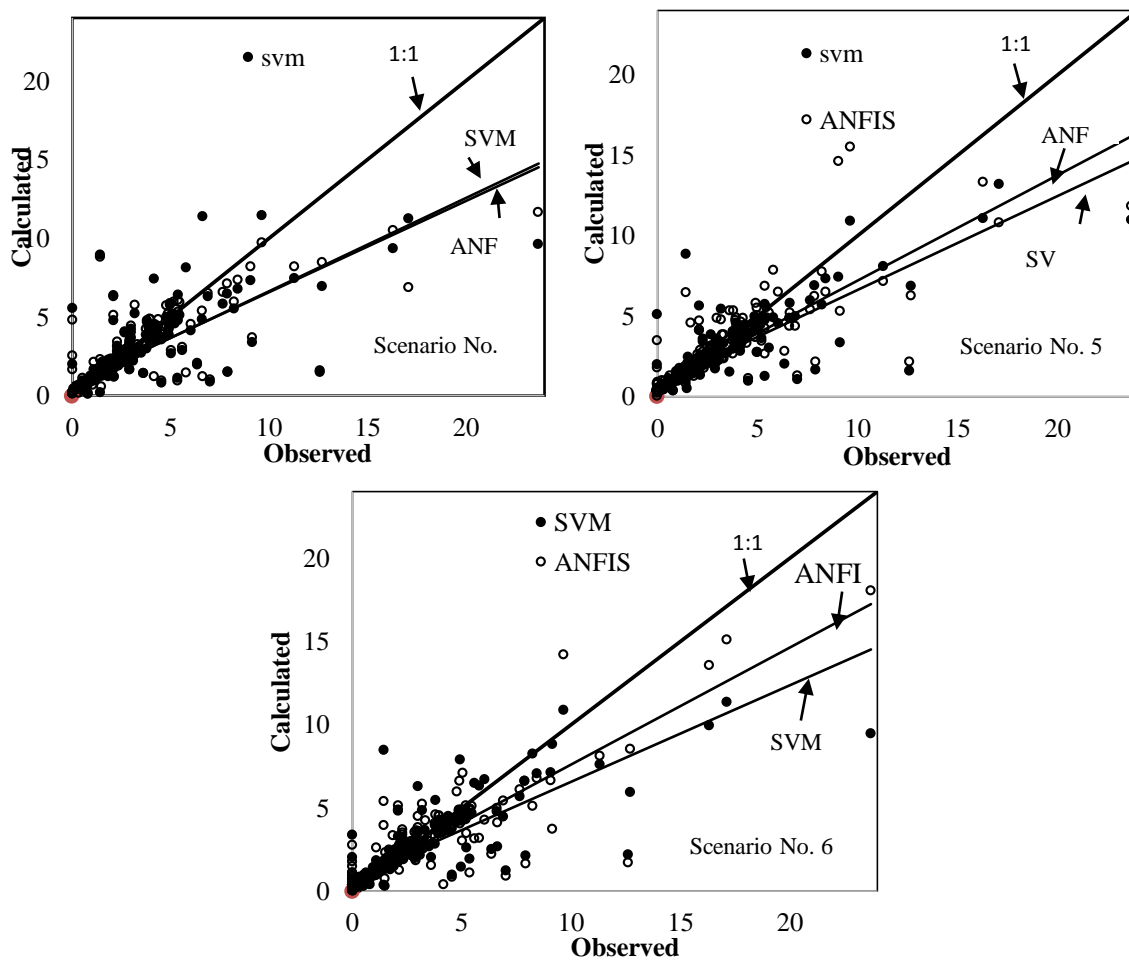 svm
1:1
SVM
ANF
Scenario No.
Calculated
20
15
10
5
0
0 5 10 15 20
Observed
svm
ANFIS
1:1
ANF
SV
Scenario No. 5
Calculated
20
15
10
5
0
0 5 10 15 20
Observed
SVM
ANFIS
1:1
ANFI
SVM
Scenario No. 6
Calculated
20
15
10
5
0
0 5 10 15 20
Observed